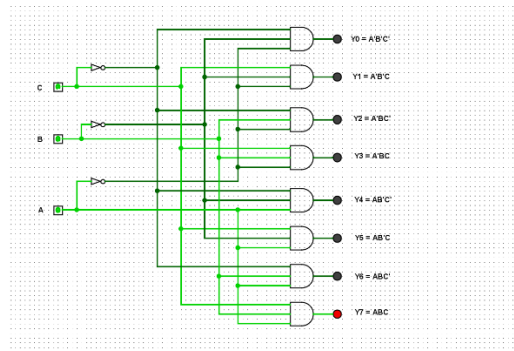 Y0 = A'B'C'
Y1 = A'B'C
C
Y2 = A'BC'
B
Y3 = A'BC
Y4 = AB'C'
A
Y5 = AB'C
Y6 = ABC'
Y7 = ABC